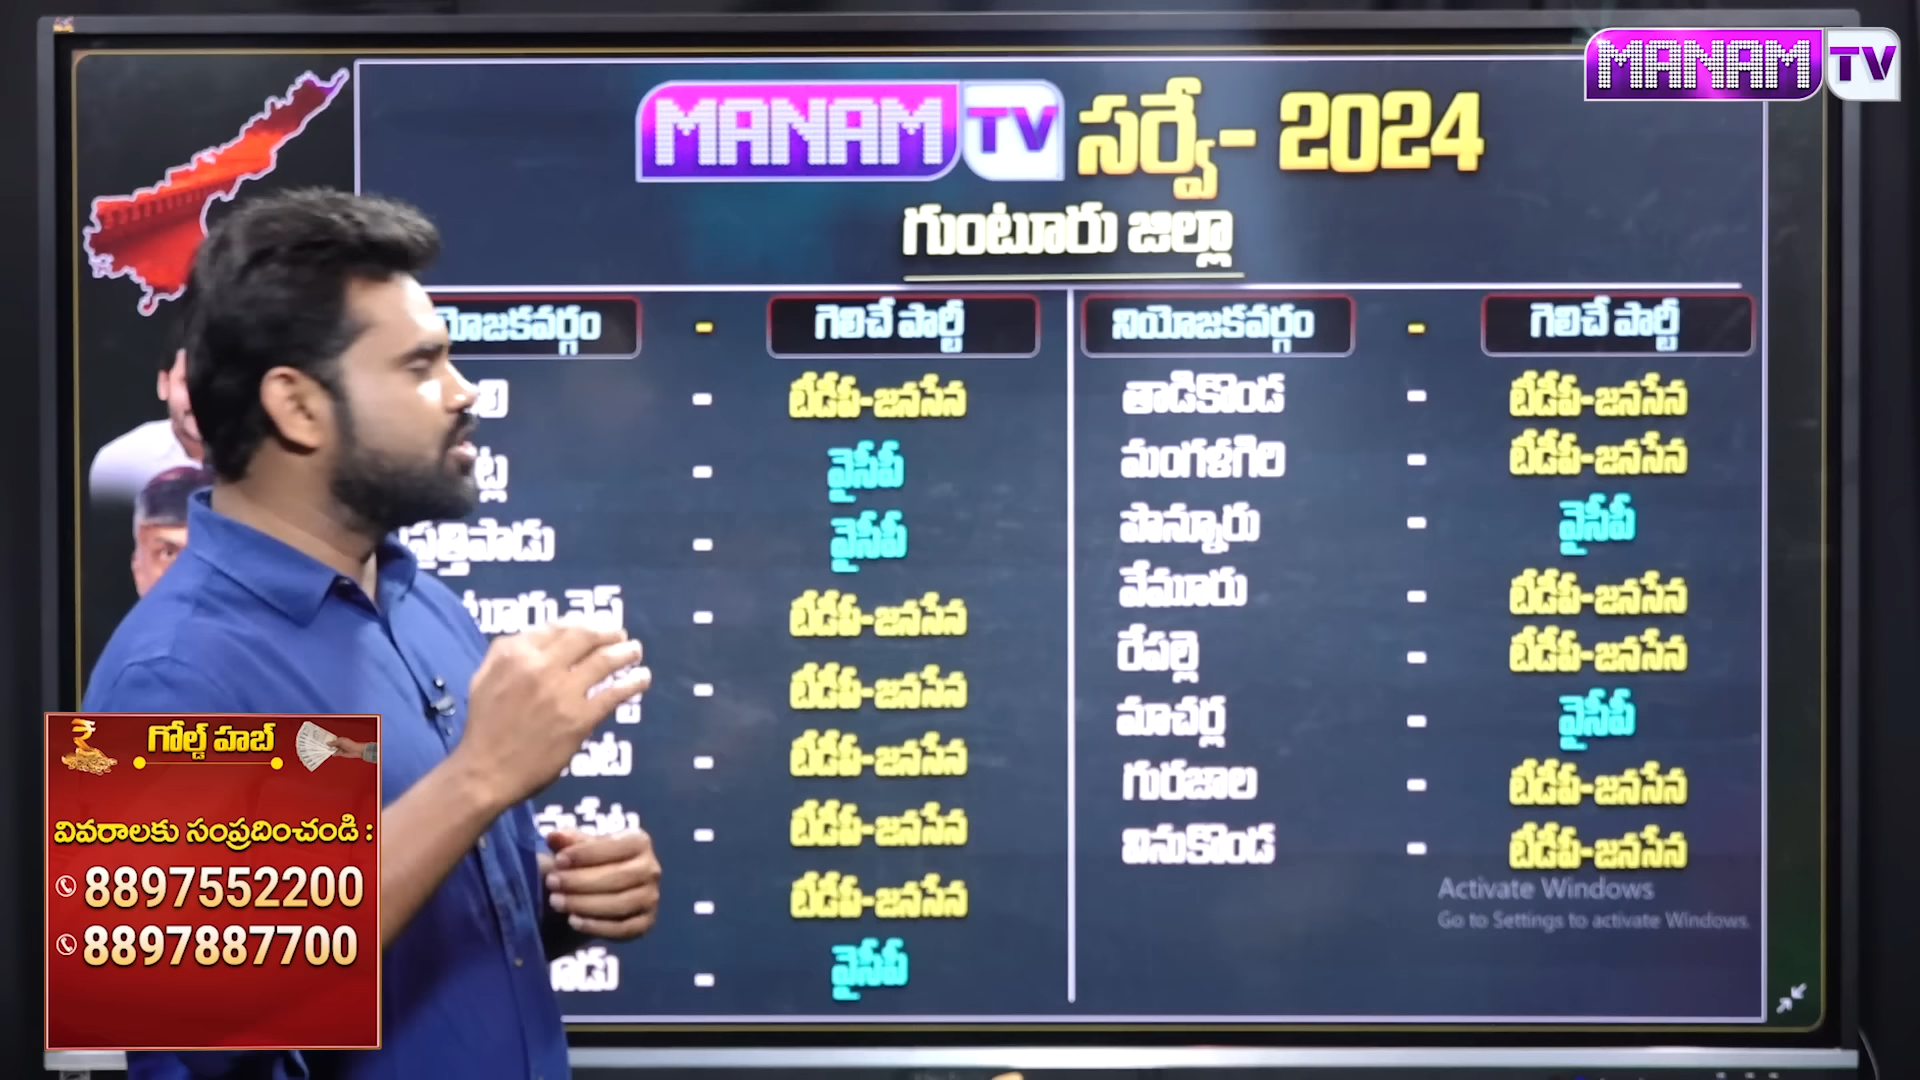 MANAM TV
MANAM TV సర్వే- 2024
గుంటూరు జిల్లా
- గెలిచే పార్టీ
నియోజకవర్గం - గెలిచే పార్టీ
- టీడీపీ-జనసేన
- వైసీపీ
- వైసీపీ
- టీడీపీ-జనసేన
- టీడీపీ-జనసేన
- టీడీపీ-జనసేన
- టీడీపీ-జనసేన
- టీడీపీ-జనసేన
- వైసీపీ
తాడికొండ - టీడీపీ-జనసేన
మంగళగిరి - టీడీపీ-జనసేన
పొన్నూరు - వైసీపీ
వేమూరు - టీడీపీ-జనసేన
రేపల్లె - టీడీపీ-జనసేన
మాచర్ల - వైసీపీ
గురజాల - టీడీపీ-జనసేన
వినుకొండ - టీడీపీ-జనసేన
Activate Windows
Go to Settings to activate Windows.
గోల్డ్ హబ్
వివరాలకు సంప్రదించండి :
8897552200
8897887700